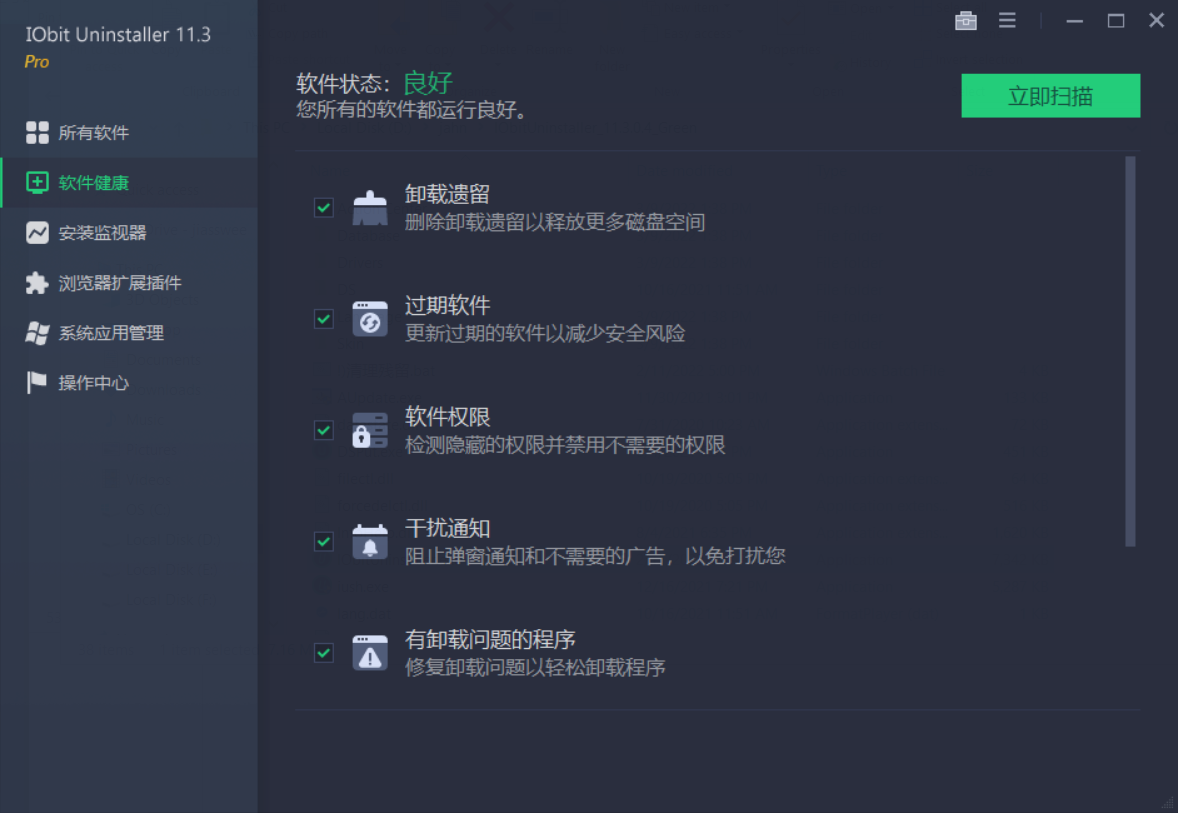 IObit Uninstaller 11.3
Pro
所有软件
软件健康
安装监视器
浏览器扩展插件
系统应用管理
操作中心
软件状态：良好
您所有的软件都运行良好。
立即扫描
卸载遗留
删除卸载遗留以释放更多磁盘空间
过期软件
更新过期的软件以减少安全风险
软件权限
检测隐藏的权限并禁用不需要的权限
干扰通知
阻止弹窗通知和不需要的广告，以免打扰您
有卸载问题的程序
修复卸载问题以轻松卸载程序